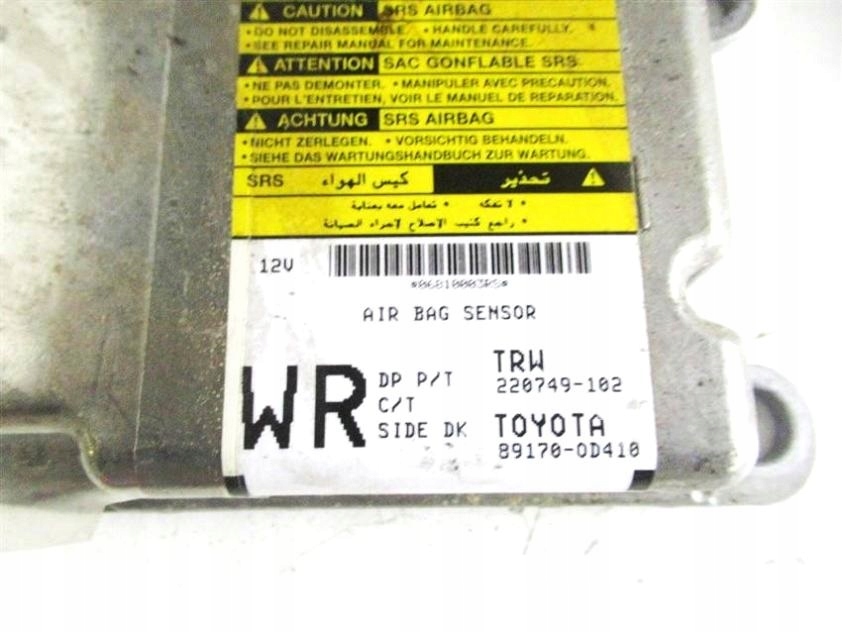 CAUTION SRS AIRBAG
• DO NOT DISASSEMBLE. • HANDLE CAREFULLY.
• SEE REPAIR MANUAL FOR MAINTENANCE.
ATTENTION SAC GONFLABLE SRS
• NE PAS DEMONTER. • MANIPULER AVEC PRECAUTION.
• POUR L'ENTRETIEN, VOIR LE MANUEL DE REPARATION.
ACHTUNG SRS AIRBAG
• NICHT ZERLEGEN. • VORSICHTIG BEHANDELN.
• SIEHE DAS WARTUNGSHANDBUCH ZUR WARTUNG.
تحذير كيس الهواء SRS
• لا تفكه • تعامل معه بعناية
• راجع كتيب الإصلاح لإجراء الصيانة
12V
AIR BAG SENSOR
WR
DP P/T
C/T
SIDE DK
TRW
220749-102
TOYOTA
89170-0D410